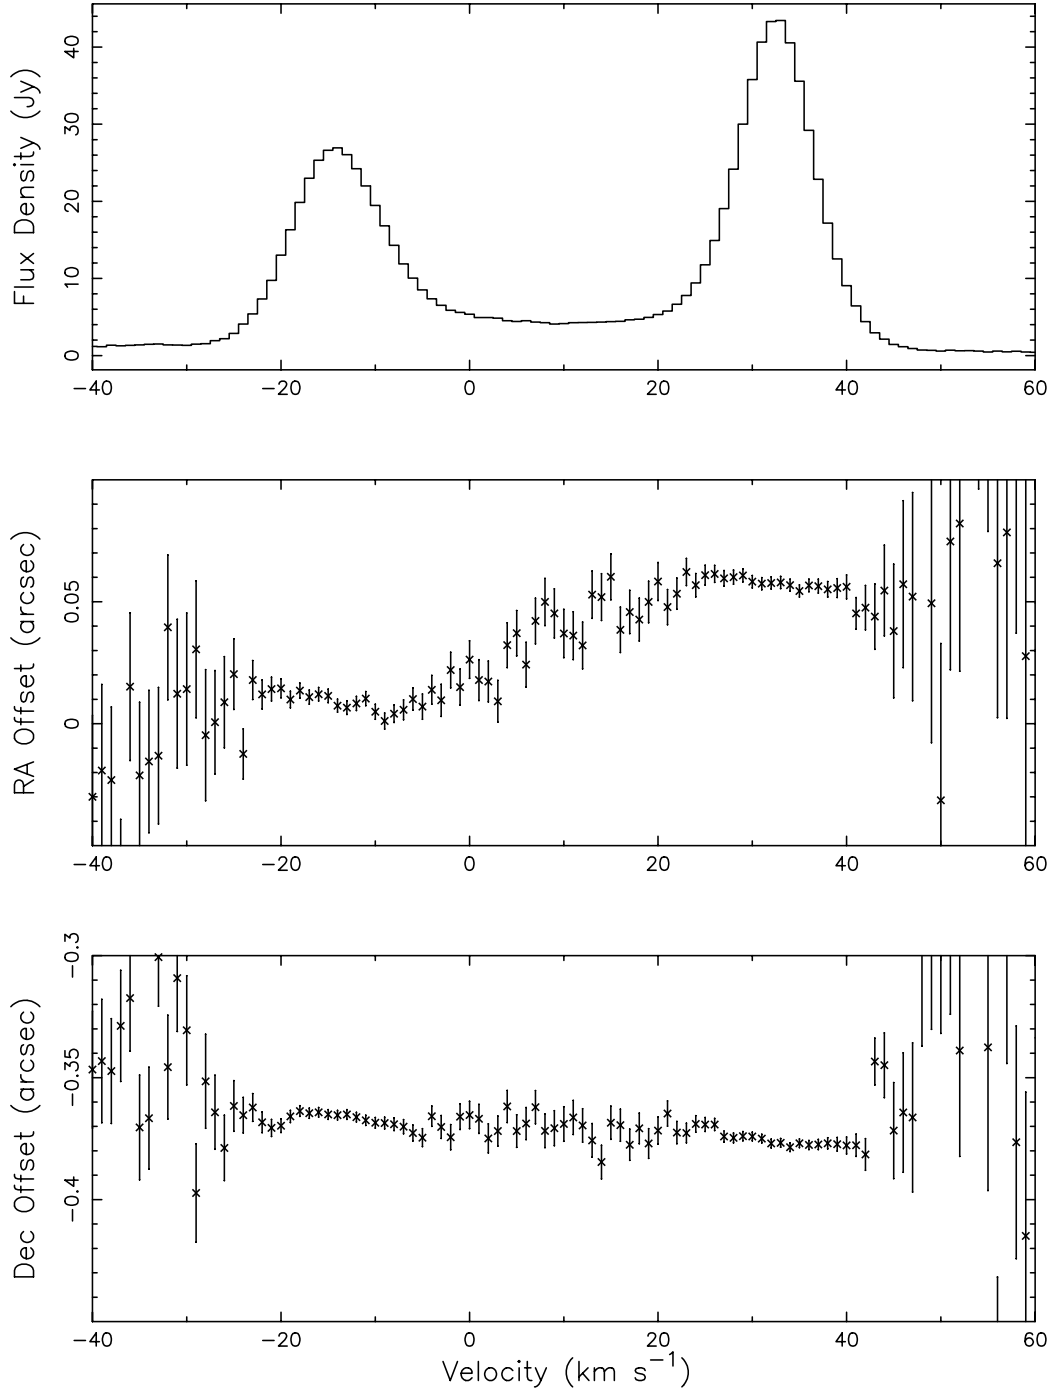 40
30
20
10
0
Flux Density (Jy)
−40 −20 0 20 40 60
0.05
0
RA Offset (arcsec)
−40 −20 0 20 40 60
−0.3
−0.35
−0.4
Dec Offset (arcsec)
−40 −20 0 20 40 60
Velocity (km s⁻¹)